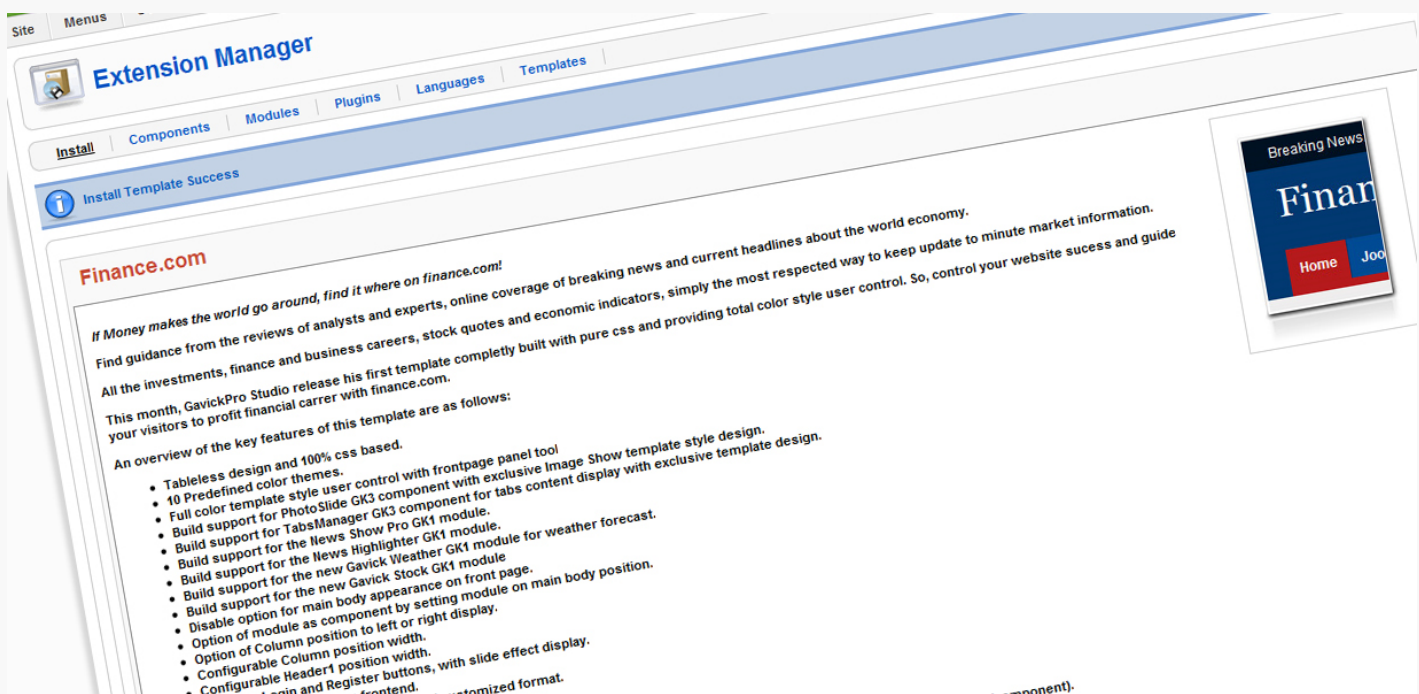 Site Menus
Extension Manager
Install Components Modules Plugins Languages Templates
Install Template Success
Finance.com
If Money makes the world go around, find it where on finance.com!
Find guidance from the reviews of analysts and experts, online coverage of breaking news and current headlines about the world economy.
All the investments, finance and business careers, stock quotes and economic indicators, simply the most respected way to keep update to minute market information.
This month, GavickPro Studio release his first template completly built with pure css and providing total color style user control. So, control your website sucess and guide
your visitors to profit financial carrer with finance.com.
An overview of the key features of this template are as follows:
• Tableless design and 100% css based.
• 10 Predefined color themes.
• Full color template style user control with frontpage panel tool
• Build support for PhotoSlide GK3 component with exclusive Image Show template style design.
• Build support for TabsManager GK3 component for tabs content display with exclusive template design.
• Build support for the News Show Pro GK1 module.
• Build support for the News Highlighter GK1 module.
• Build support for the new Gavick Weather GK1 module for weather forecast.
• Build support for the new Gavick Stock GK1 module
• Disable option for main body appearance on front page.
• Option of module as component by setting module on main body position.
• Option of Column position to left or right display.
• Configurable Column position width.
• Configurable Header1 position width.
and Register buttons, with slide effect display.
frontend.
format.
Breaking News
Finan
Home Joo